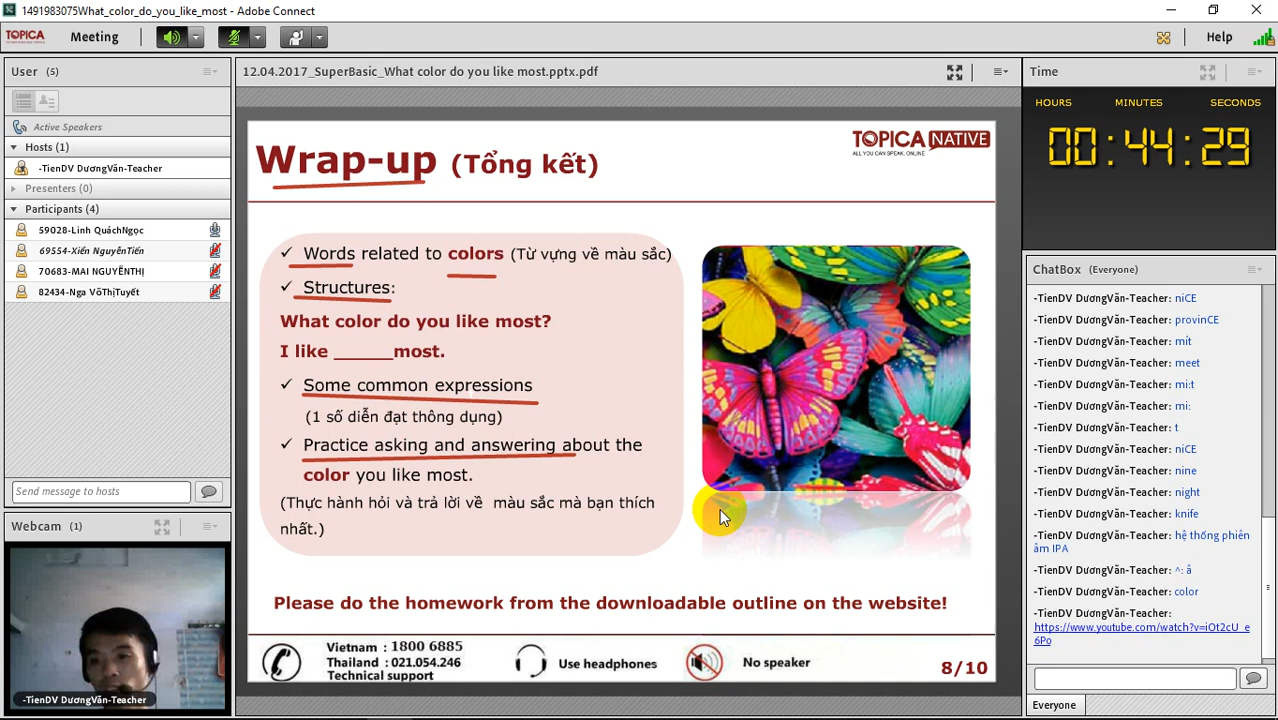 1491983075What_color_do_you_like_most - Adobe Connect
TOPICA
Meeting
Help
User (5)
Active Speakers
Hosts (1)
-TienDV DươngVăn-Teacher
Presenters (0)
Participants (4)
59028-Linh QuáchNgọc
69554-Xiển NguyễnTiến
70683-MAI NGUYỄNTHỊ
82434-Nga VõThịTuyết
Send message to hosts
Webcam (1)
-TienDV DươngVăn-Teacher
12.04.2017_SuperBasic_What color do you like most.pptx.pdf
TOPICA NATIVE
ALL YOU CAN SPEAK, ONLINE
Wrap-up (Tổng kết)
✓ Words related to colors (Từ vựng về màu sắc)
✓ Structures:
What color do you like most?
I like _____most.
✓ Some common expressions
(1 số diễn đạt thông dụng)
✓ Practice asking and answering about the
color you like most.
(Thực hành hỏi và trả lời về màu sắc mà bạn thích
nhất.)
Please do the homework from the downloadable outline on the website!
Vietnam : 1800 6885
Thailand : 021.054.246
Technical support
Use headphones
No speaker
8/10
Time
HOURS MINUTES SECONDS
00:44:29
ChatBox (Everyone)
-TienDV DươngVăn-Teacher: niCE
-TienDV DươngVăn-Teacher: provinCE
-TienDV DươngVăn-Teacher: mít
-TienDV DươngVăn-Teacher: meet
-TienDV DươngVăn-Teacher: mi:t
-TienDV DươngVăn-Teacher: mi:
-TienDV DươngVăn-Teacher: t
-TienDV DươngVăn-Teacher: niCE
-TienDV DươngVăn-Teacher: nine
-TienDV DươngVăn-Teacher: night
-TienDV DươngVăn-Teacher: knife
-TienDV DươngVăn-Teacher: hệ thống phiên
âm IPA
-TienDV DươngVăn-Teacher: ^: â
-TienDV DươngVăn-Teacher: color
-TienDV DươngVăn-Teacher:
https://www.youtube.com/watch?v=iOt2cU_e
6Po
Everyone